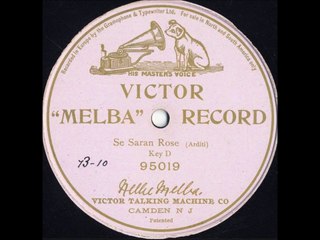 Recorded in Europe by the Gramophone & Typewriter Ltd. For sale in North and South America only
HIS MASTER'S VOICE
VICTOR
"MELBA" RECORD
Se Saran Rose (Arditi)
Key D
95019
73-10
Nellie Melba.
VICTOR TALKING MACHINE CO
CAMDEN N J
Patented